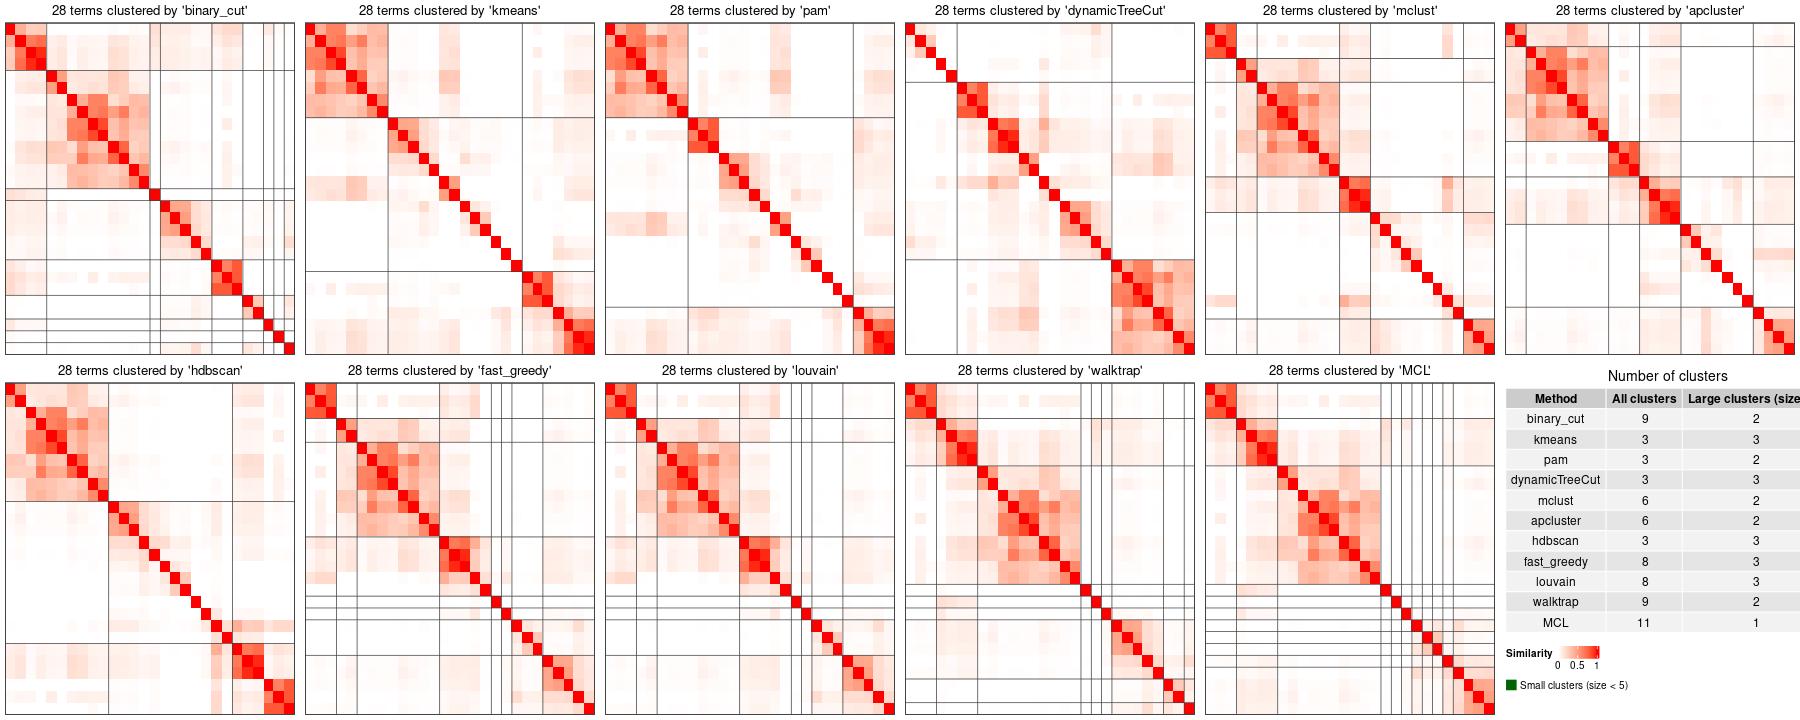 28 terms clustered by 'binary_cut'
28 terms clustered by 'kmeans'
28 terms clustered by 'pam'
28 terms clustered by 'dynamicTreeCut'
28 terms clustered by 'mclust'
28 terms clustered by 'apcluster'
28 terms clustered by 'hdbscan'
28 terms clustered by 'fast_greedy'
28 terms clustered by 'louvain'
28 terms clustered by 'walktrap'
28 terms clustered by 'MCL'
Number of clusters
Method All clusters Large clusters (size
binary_cut 9 2
kmeans 3 3
pam 3 2
dynamicTreeCut 3 3
mclust 6 2
apcluster 6 2
hdbscan 3 3
fast_greedy 8 3
louvain 8 3
walktrap 9 2
MCL 11 1
Similarity
0 0.5 1
Small clusters (size < 5)